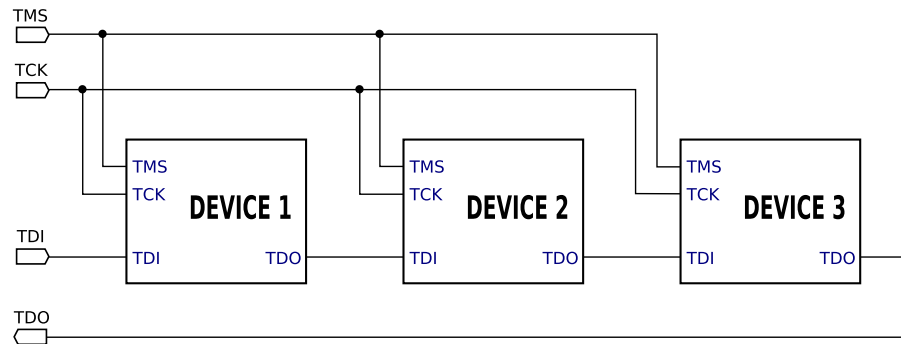 TMS
TCK
TMS
TCK
DEVICE 1
TDI
TDO
TMS
TCK
DEVICE 2
TDI
TDO
TMS
TCK
DEVICE 3
TDI
TDO
TDI
TDO